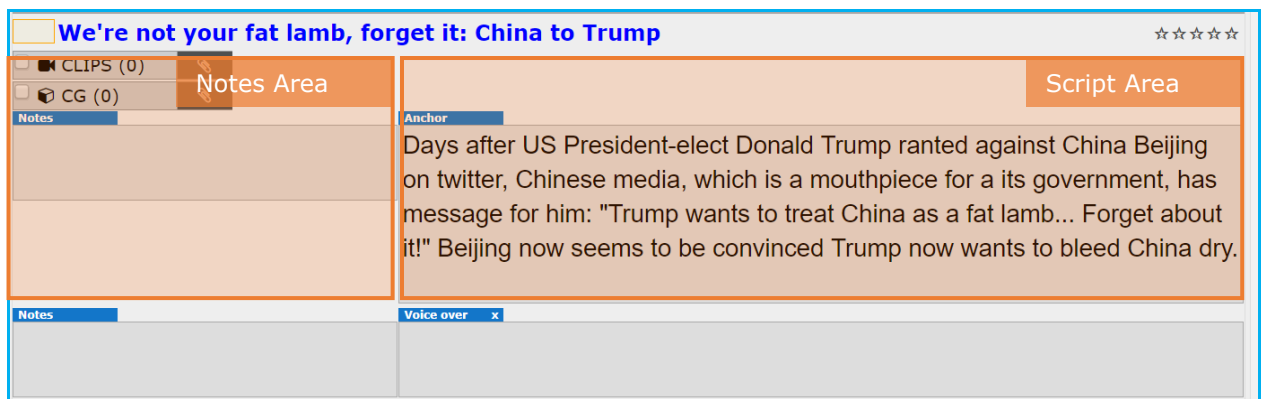 We're not your fat lamb, forget it: China to Trump
☆☆☆☆☆
CLIPS (0)
CG (0)
Notes Area
Script Area
Notes
Anchor
Days after US President-elect Donald Trump ranted against China Beijing
on twitter, Chinese media, which is a mouthpiece for a its government, has
message for him: "Trump wants to treat China as a fat lamb... Forget about
it!" Beijing now seems to be convinced Trump now wants to bleed China dry.
Notes
Voice over x